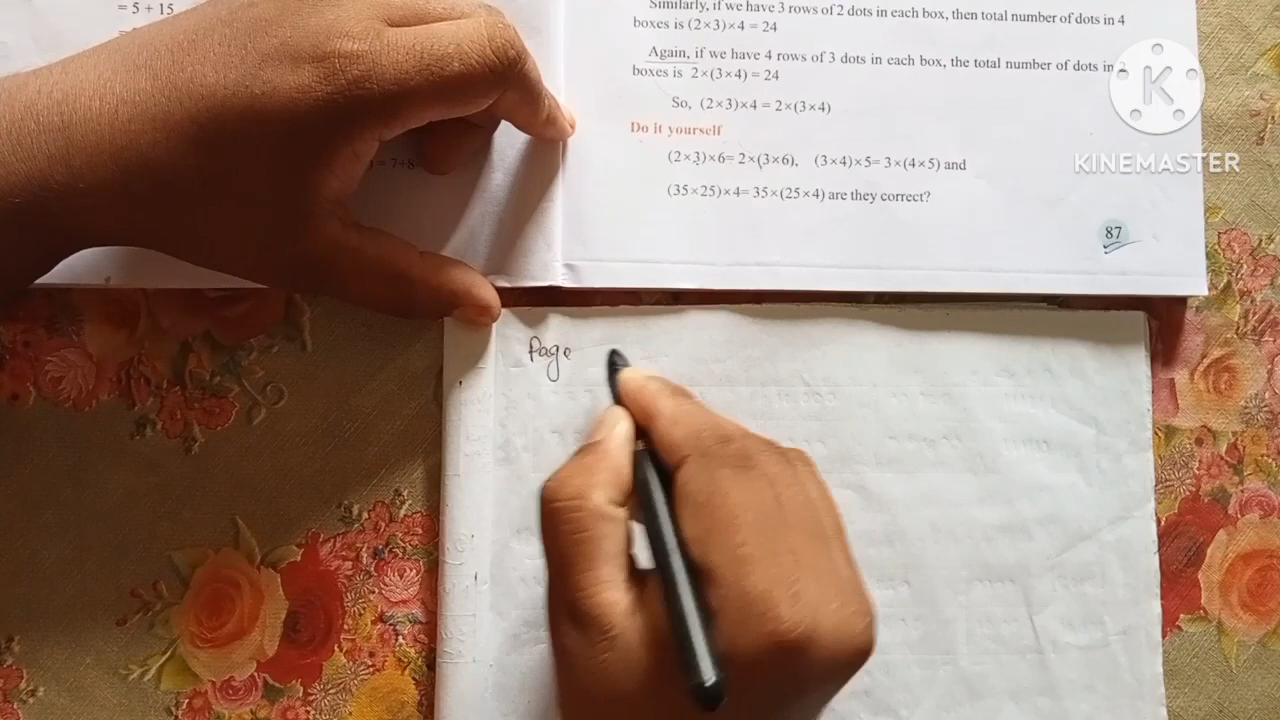 = 5 + 15
= 7+8
Similarly, if we have 3 rows of 2 dots in each box, then total number of dots in 4
boxes is (2×3)×4 = 24
Again, if we have 4 rows of 3 dots in each box, the total number of dots in 2
boxes is 2×(3×4) = 24
So, (2×3)×4 = 2×(3×4)
Do it yourself
(2×3)×6= 2×(3×6), (3×4)×5= 3×(4×5) and
(35×25)×4= 35×(25×4) are they correct?
87
K
KINEMASTER
Page